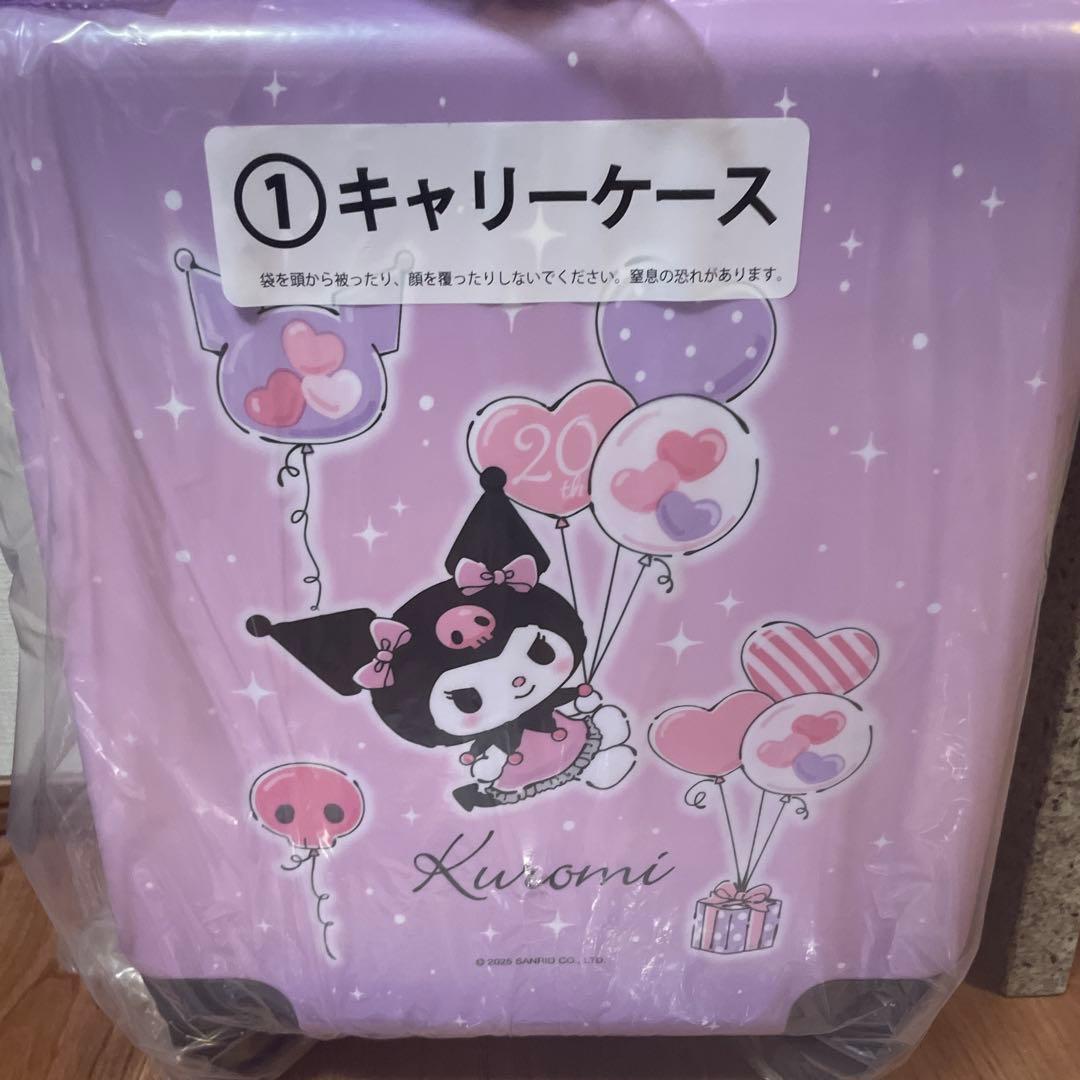 ①キャリーケース
袋を頭から被ったり、顔を覆ったりしないでください。窒息の恐れがあります。
20
th
Kuromi
© 2025 SANRIO CO., LTD.